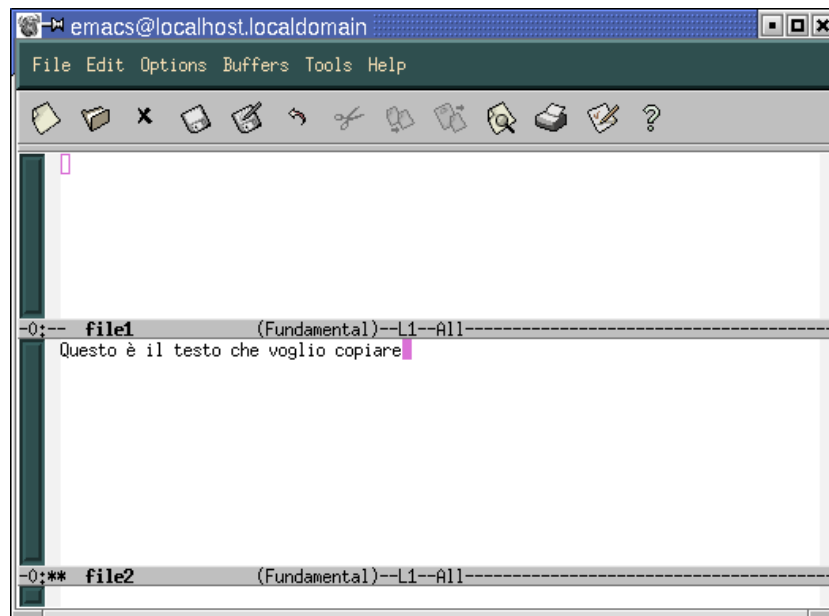 emacs@localhost.localdomain
File Edit Options Buffers Tools Help
-0:-- file1 (Fundamental)--L1--All--------------------------------------
Questo è il testo che voglio copiare
-0:** file2 (Fundamental)--L1--All--------------------------------------